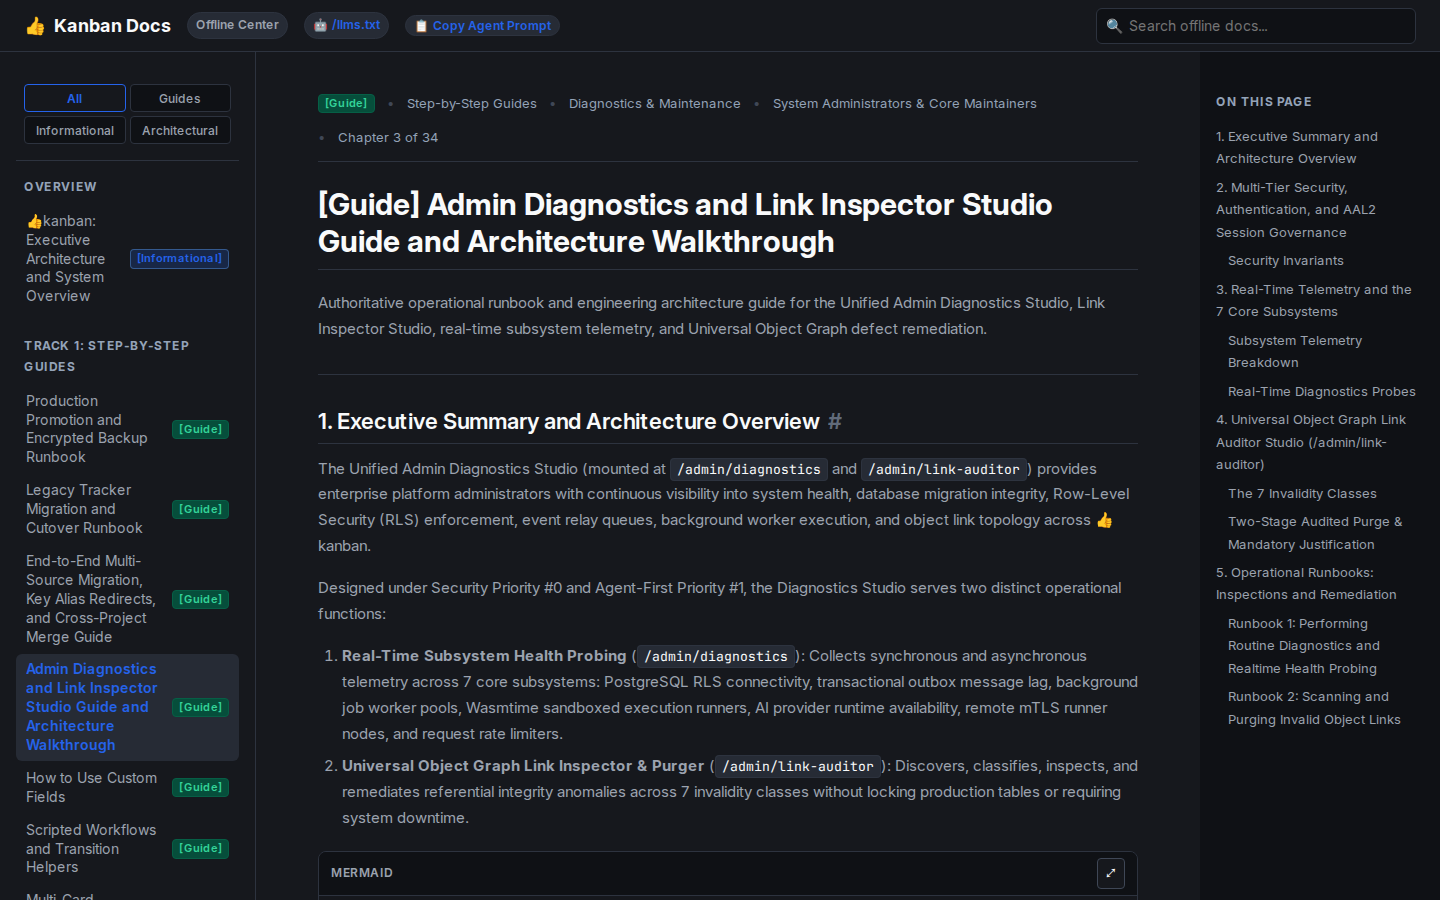 👍 Kanban Docs
Offline Center
🤖 /llms.txt
📋 Copy Agent Prompt
🔍 Search offline docs...
All
Guides
Informational
Architectural
OVERVIEW
👍kanban:
Executive
Architecture
and System
Overview
[Informational]
TRACK 1: STEP-BY-STEP
GUIDES
Production
Promotion and
Encrypted Backup
Runbook
[Guide]
Legacy Tracker
Migration and
Cutover Runbook
[Guide]
End-to-End Multi-
Source Migration,
Key Alias Redirects,
and Cross-Project
Merge Guide
[Guide]
Admin Diagnostics
and Link Inspector
Studio Guide and
Architecture
Walkthrough
[Guide]
How to Use Custom
Fields
[Guide]
Scripted Workflows
and Transition
Helpers
[Guide]
Multi-Card
[Guide] • Step-by-Step Guides • Diagnostics & Maintenance • System Administrators & Core Maintainers
• Chapter 3 of 34
[Guide] Admin Diagnostics and Link Inspector Studio
Guide and Architecture Walkthrough
Authoritative operational runbook and engineering architecture guide for the Unified Admin Diagnostics Studio, Link
Inspector Studio, real-time subsystem telemetry, and Universal Object Graph defect remediation.
1. Executive Summary and Architecture Overview #
The Unified Admin Diagnostics Studio (mounted at /admin/diagnostics and /admin/link-auditor) provides
enterprise platform administrators with continuous visibility into system health, database migration integrity, Row-Level
Security (RLS) enforcement, event relay queues, background worker execution, and object link topology across 👍
kanban.
Designed under Security Priority #0 and Agent-First Priority #1, the Diagnostics Studio serves two distinct operational
functions:
1. Real-Time Subsystem Health Probing (/admin/diagnostics): Collects synchronous and asynchronous
telemetry across 7 core subsystems: PostgreSQL RLS connectivity, transactional outbox message lag, background
job worker pools, Wasmtime sandboxed execution runners, AI provider runtime availability, remote mTLS runner
nodes, and request rate limiters.
2. Universal Object Graph Link Inspector & Purger (/admin/link-auditor): Discovers, classifies, inspects, and
remediates referential integrity anomalies across 7 invalidity classes without locking production tables or requiring
system downtime.
MERMAID
ON THIS PAGE
1. Executive Summary and
Architecture Overview
2. Multi-Tier Security,
Authentication, and AAL2
Session Governance
Security Invariants
3. Real-Time Telemetry and the
7 Core Subsystems
Subsystem Telemetry
Breakdown
Real-Time Diagnostics Probes
4. Universal Object Graph Link
Auditor Studio (/admin/link-
auditor)
The 7 Invalidity Classes
Two-Stage Audited Purge &
Mandatory Justification
5. Operational Runbooks:
Inspections and Remediation
Runbook 1: Performing
Routine Diagnostics and
Realtime Health Probing
Runbook 2: Scanning and
Purging Invalid Object Links